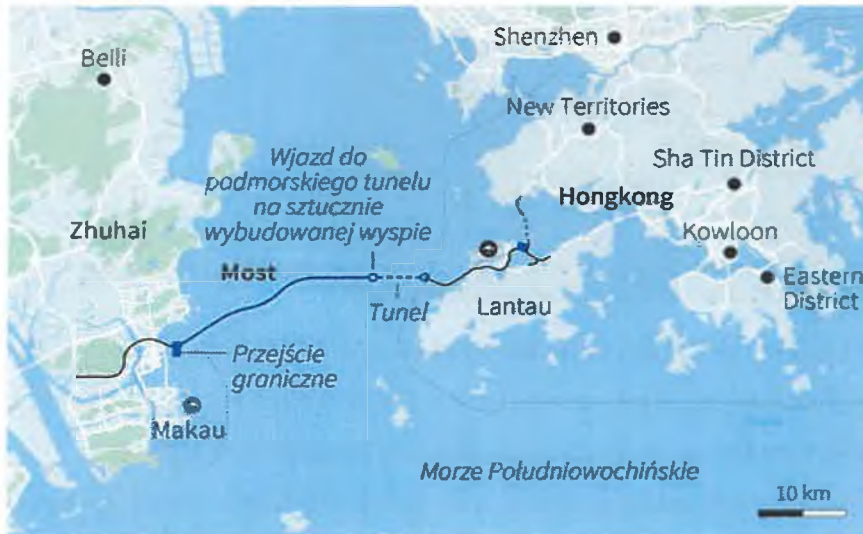 Shenzhen
Belli
New Territories
Wjazd do
podmorskiego tunelu
na sztucznie
wybudowanej wyspie
Sha Tin District
Hongkong
Zhuhai
Kowloon
Most
Eastern
District
Tunel
Lantau
Przejście
graniczne
Makau
Morze Południowochińskie
10 km